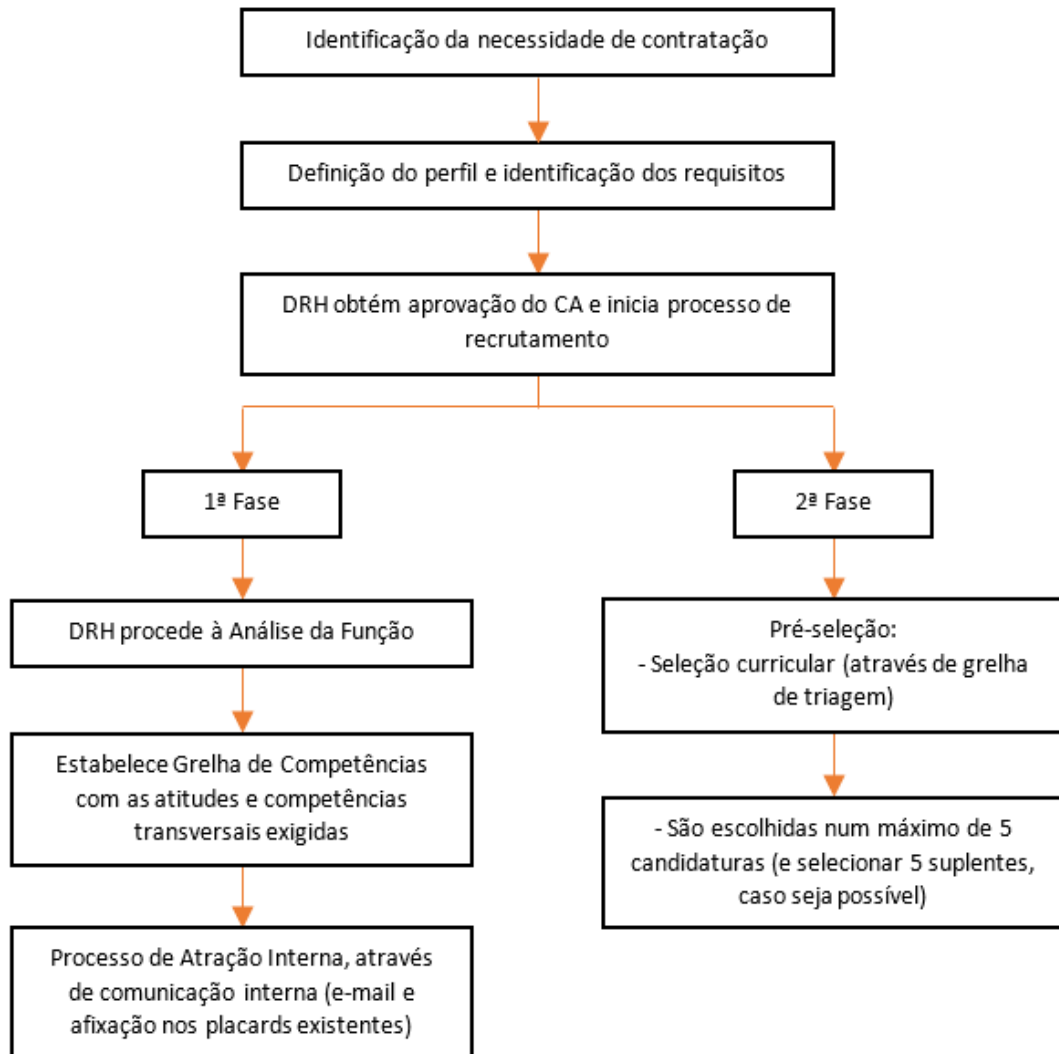 Identificação da necessidade de contratação
Definição do perfil e identificação dos requisitos
DRH obtém aprovação do CA e inicia processo de
recrutamento
1ª Fase
DRH procede à Análise da Função
Estabelece Grelha de Competências
com as atitudes e competências
transversais exigidas
Processo de Atração Interna, através
de comunicação interna (e-mail e
afixação nos placards existentes)
2ª Fase
Pré-seleção:
- Seleção curricular (através de grelha
de triagem)
- São escolhidas num máximo de 5
candidaturas (e selecionar 5 suplentes,
caso seja possível)